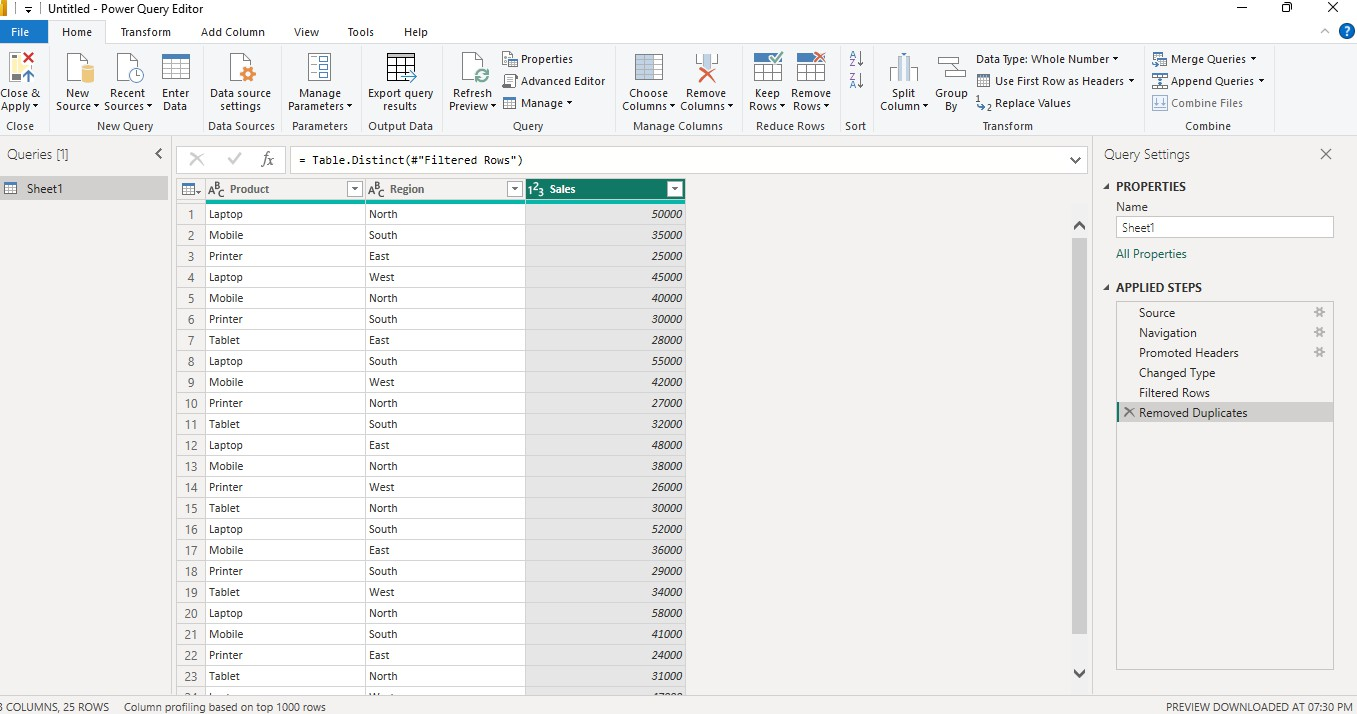 Untitled - Power Query Editor
File Home Transform Add Column View Tools Help
Close & Apply
New Source
Recent Sources
Enter Data
Data source settings
Manage Parameters
Export query results
Refresh Preview
Properties
Advanced Editor
Manage
Choose Columns
Remove Columns
Keep Rows
Remove Rows
Split Column
Group By
Data Type: Whole Number
Use First Row as Headers
Replace Values
Merge Queries
Append Queries
Combine Files
Close New Query Data Sources Parameters Output Data Query Manage Columns Reduce Rows Sort Transform Combine
Queries [1]
Sheet1
fx = Table.Distinct(#"Filtered Rows")
ABC Product ABC Region 123 Sales
1 Laptop North 50000
2 Mobile South 35000
3 Printer East 25000
4 Laptop West 45000
5 Mobile North 40000
6 Printer South 30000
7 Tablet East 28000
8 Laptop South 55000
9 Mobile West 42000
10 Printer North 27000
11 Tablet South 32000
12 Laptop East 48000
13 Mobile North 38000
14 Printer West 26000
15 Tablet North 30000
16 Laptop South 52000
17 Mobile East 36000
18 Printer South 29000
19 Tablet West 34000
20 Laptop North 58000
21 Mobile South 41000
22 Printer East 24000
23 Tablet North 31000
Query Settings
PROPERTIES
Name
Sheet1
All Properties
APPLIED STEPS
Source
Navigation
Promoted Headers
Changed Type
Filtered Rows
Removed Duplicates
COLUMNS, 25 ROWS Column profiling based on top 1000 rows
PREVIEW DOWNLOADED AT 07:30 PM